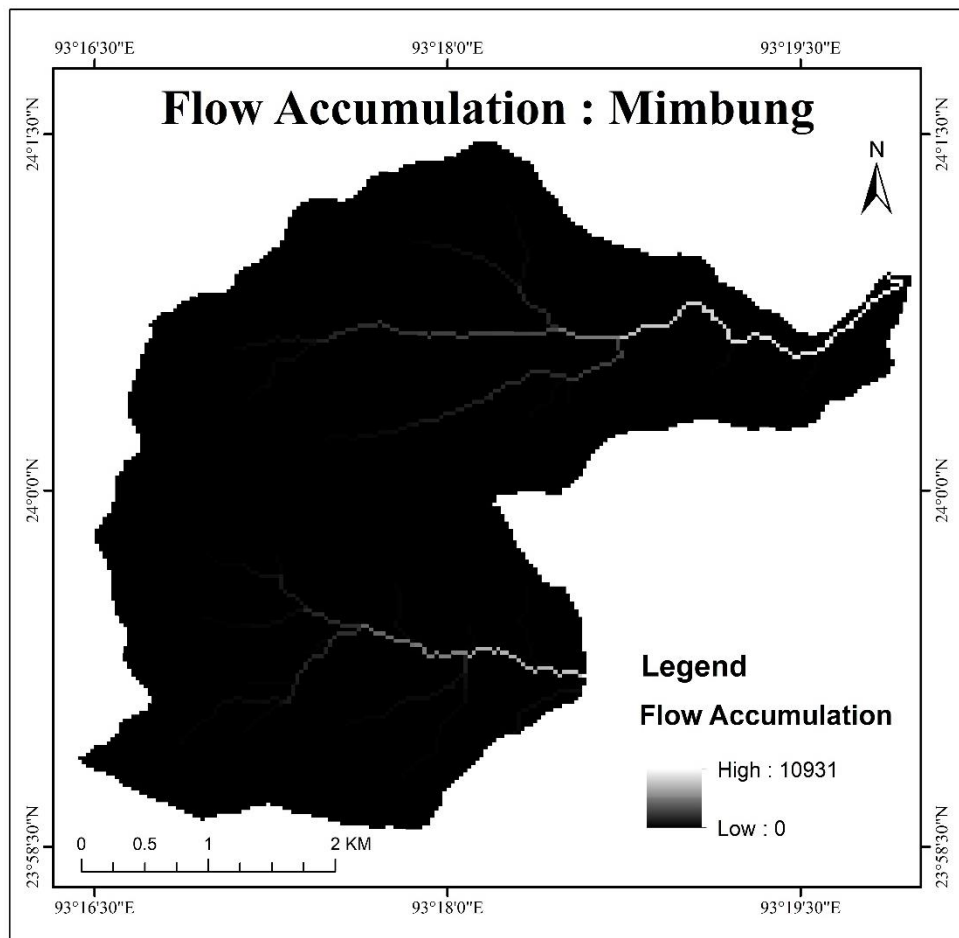 93°16'30"E 93°18'0"E 93°19'30"E
Flow Accumulation : Mimbung
24°1'30"N 24°1'30"N
N
24°0'0"N 24°0'0"N
Legend
Flow Accumulation
High : 10931
Low : 0
23°58'30"N 23°58'30"N
0 0.5 1 2 KM
93°16'30"E 93°18'0"E 93°19'30"E